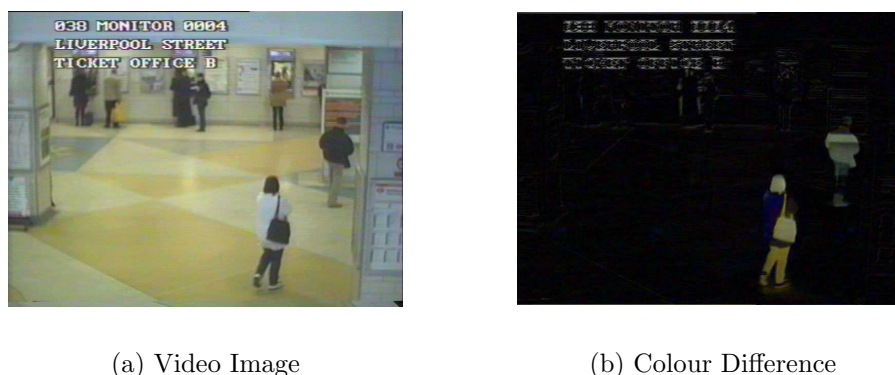 038 MONITOR 0004
LIVERPOOL STREET
TICKET OFFICE B
(a) Video Image
(b) Colour Difference